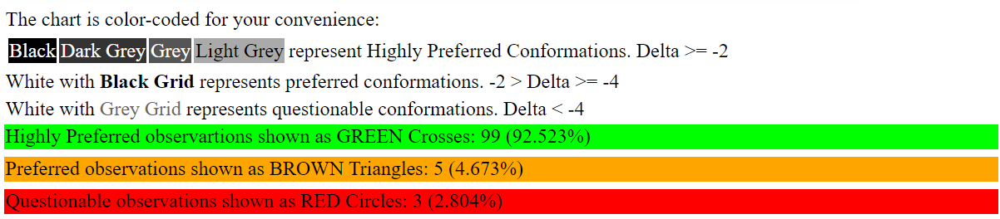 The chart is color-coded for your convenience:
Black Dark Grey Grey Light Grey represent Highly Preferred Conformations. Delta >= -2
White with Black Grid represents preferred conformations. -2 > Delta >= -4
White with Grey Grid represents questionable conformations. Delta < -4
Highly Preferred observartions shown as GREEN Crosses: 99 (92.523%)
Preferred observations shown as BROWN Triangles: 5 (4.673%)
Questionable observations shown as RED Circles: 3 (2.804%)